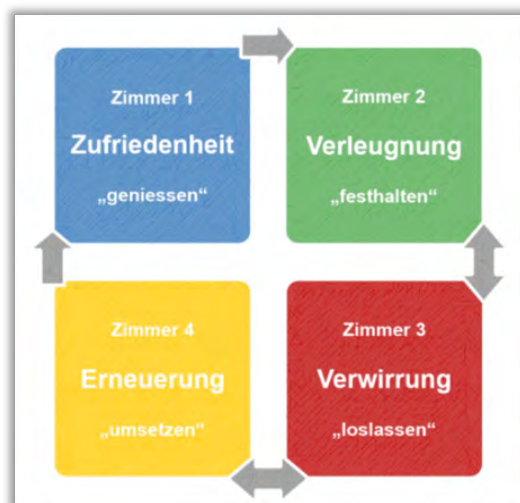 Zimmer 1
Zufriedenheit
„geniessen“
Zimmer 2
Verleugnung
„festhalten“
Zimmer 4
Erneuerung
„umsetzen“
Zimmer 3
Verwirrung
„loslassen“